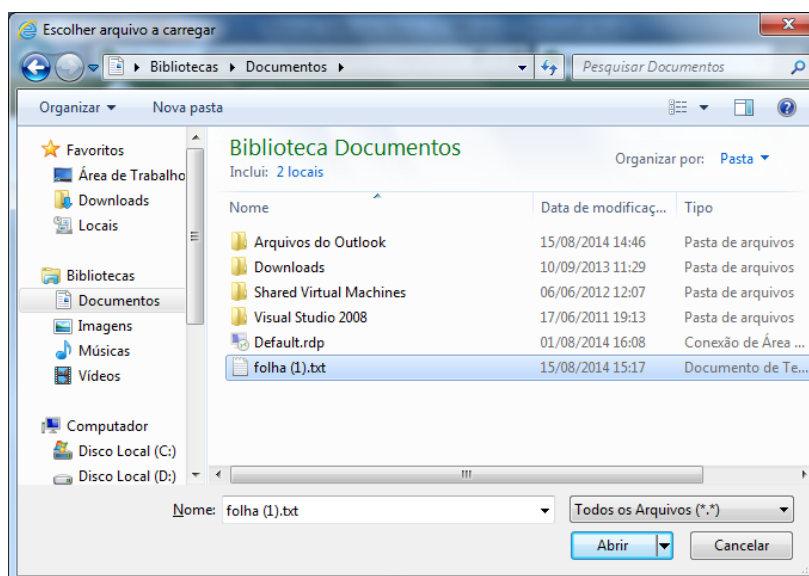 Escolher arquivo a carregar
Bibliotecas Documentos Pesquisar Documentos
Organizar Nova pasta
Favoritos
Área de Trabalho
Downloads
Locais
Bibliotecas
Documentos
Imagens
Músicas
Vídeos
Computador
Disco Local (C:)
Disco Local (D:)
Biblioteca Documentos
Inclui: 2 locais
Organizar por: Pasta
Nome Data de modificaç... Tipo
Arquivos do Outlook 15/08/2014 14:46 Pasta de arquivos
Downloads 10/09/2013 11:29 Pasta de arquivos
Shared Virtual Machines 06/06/2012 12:07 Pasta de arquivos
Visual Studio 2008 17/06/2011 19:13 Pasta de arquivos
Default.rdp 01/08/2014 16:08 Conexão de Área ...
folha (1).txt 15/08/2014 15:17 Documento de Te...
Nome: folha (1).txt Todos os Arquivos (*.*)
Abrir Cancelar